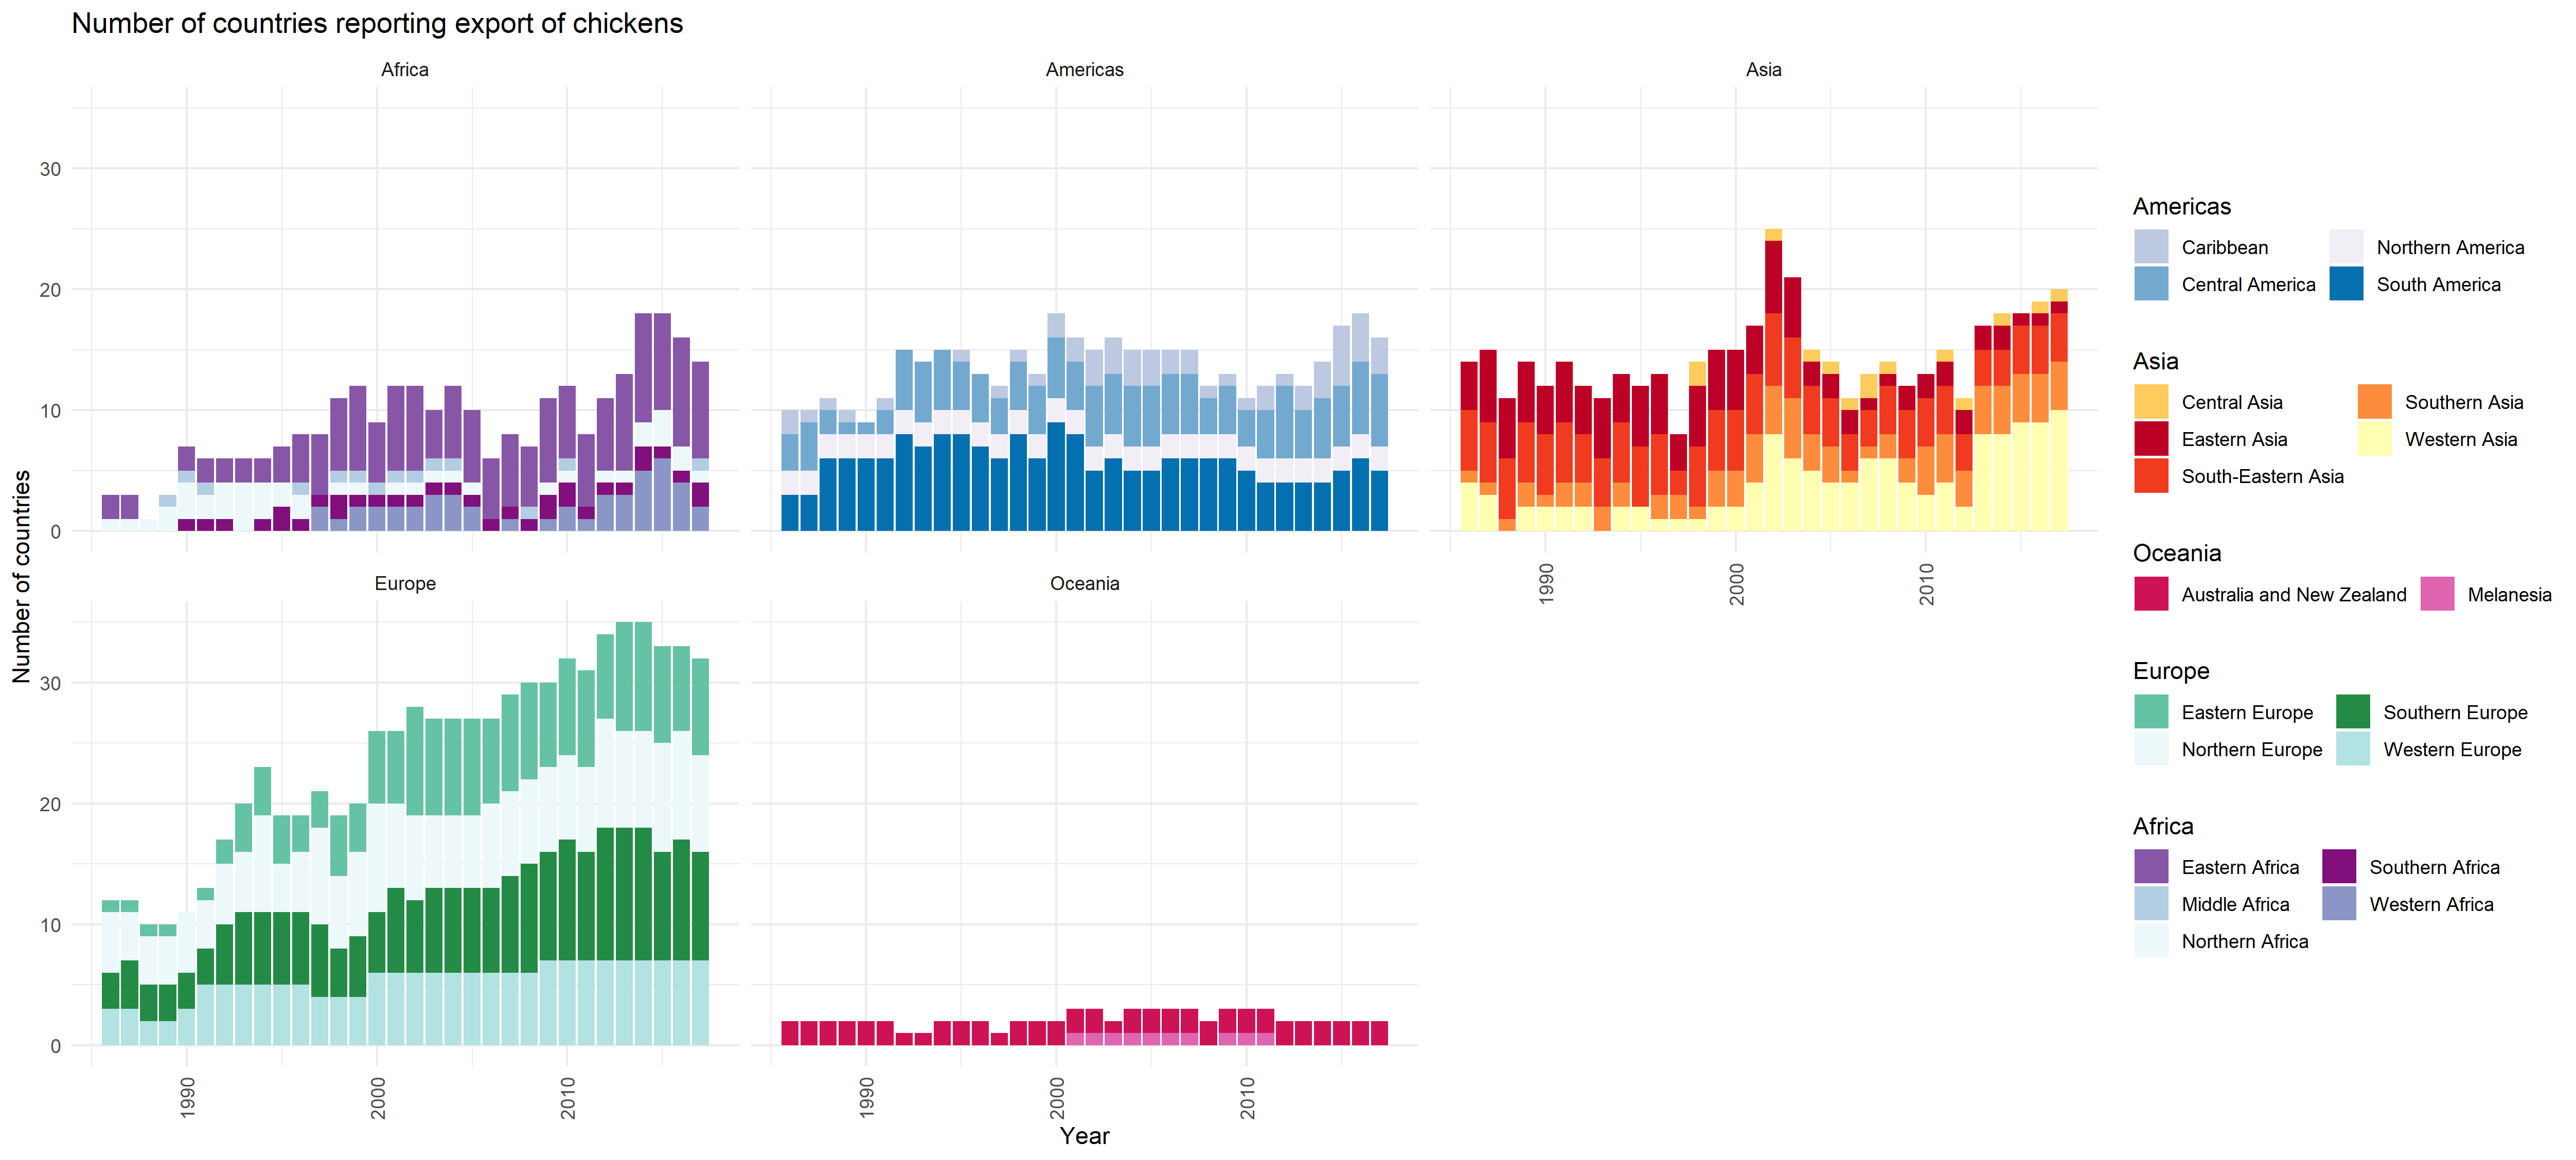 Number of countries reporting export of chickens
Africa
Americas
Asia
30
20
10
0
1990
2000
2010
Europe
Oceania
30
20
10
0
1990
2000
2010
1990
2000
2010
Number of countries
Year
Americas
Caribbean
Northern America
Central America
South America
Asia
Central Asia
Southern Asia
Eastern Asia
Western Asia
South-Eastern Asia
Oceania
Australia and New Zealand
Melanesia
Europe
Eastern Europe
Southern Europe
Northern Europe
Western Europe
Africa
Eastern Africa
Southern Africa
Middle Africa
Western Africa
Northern Africa